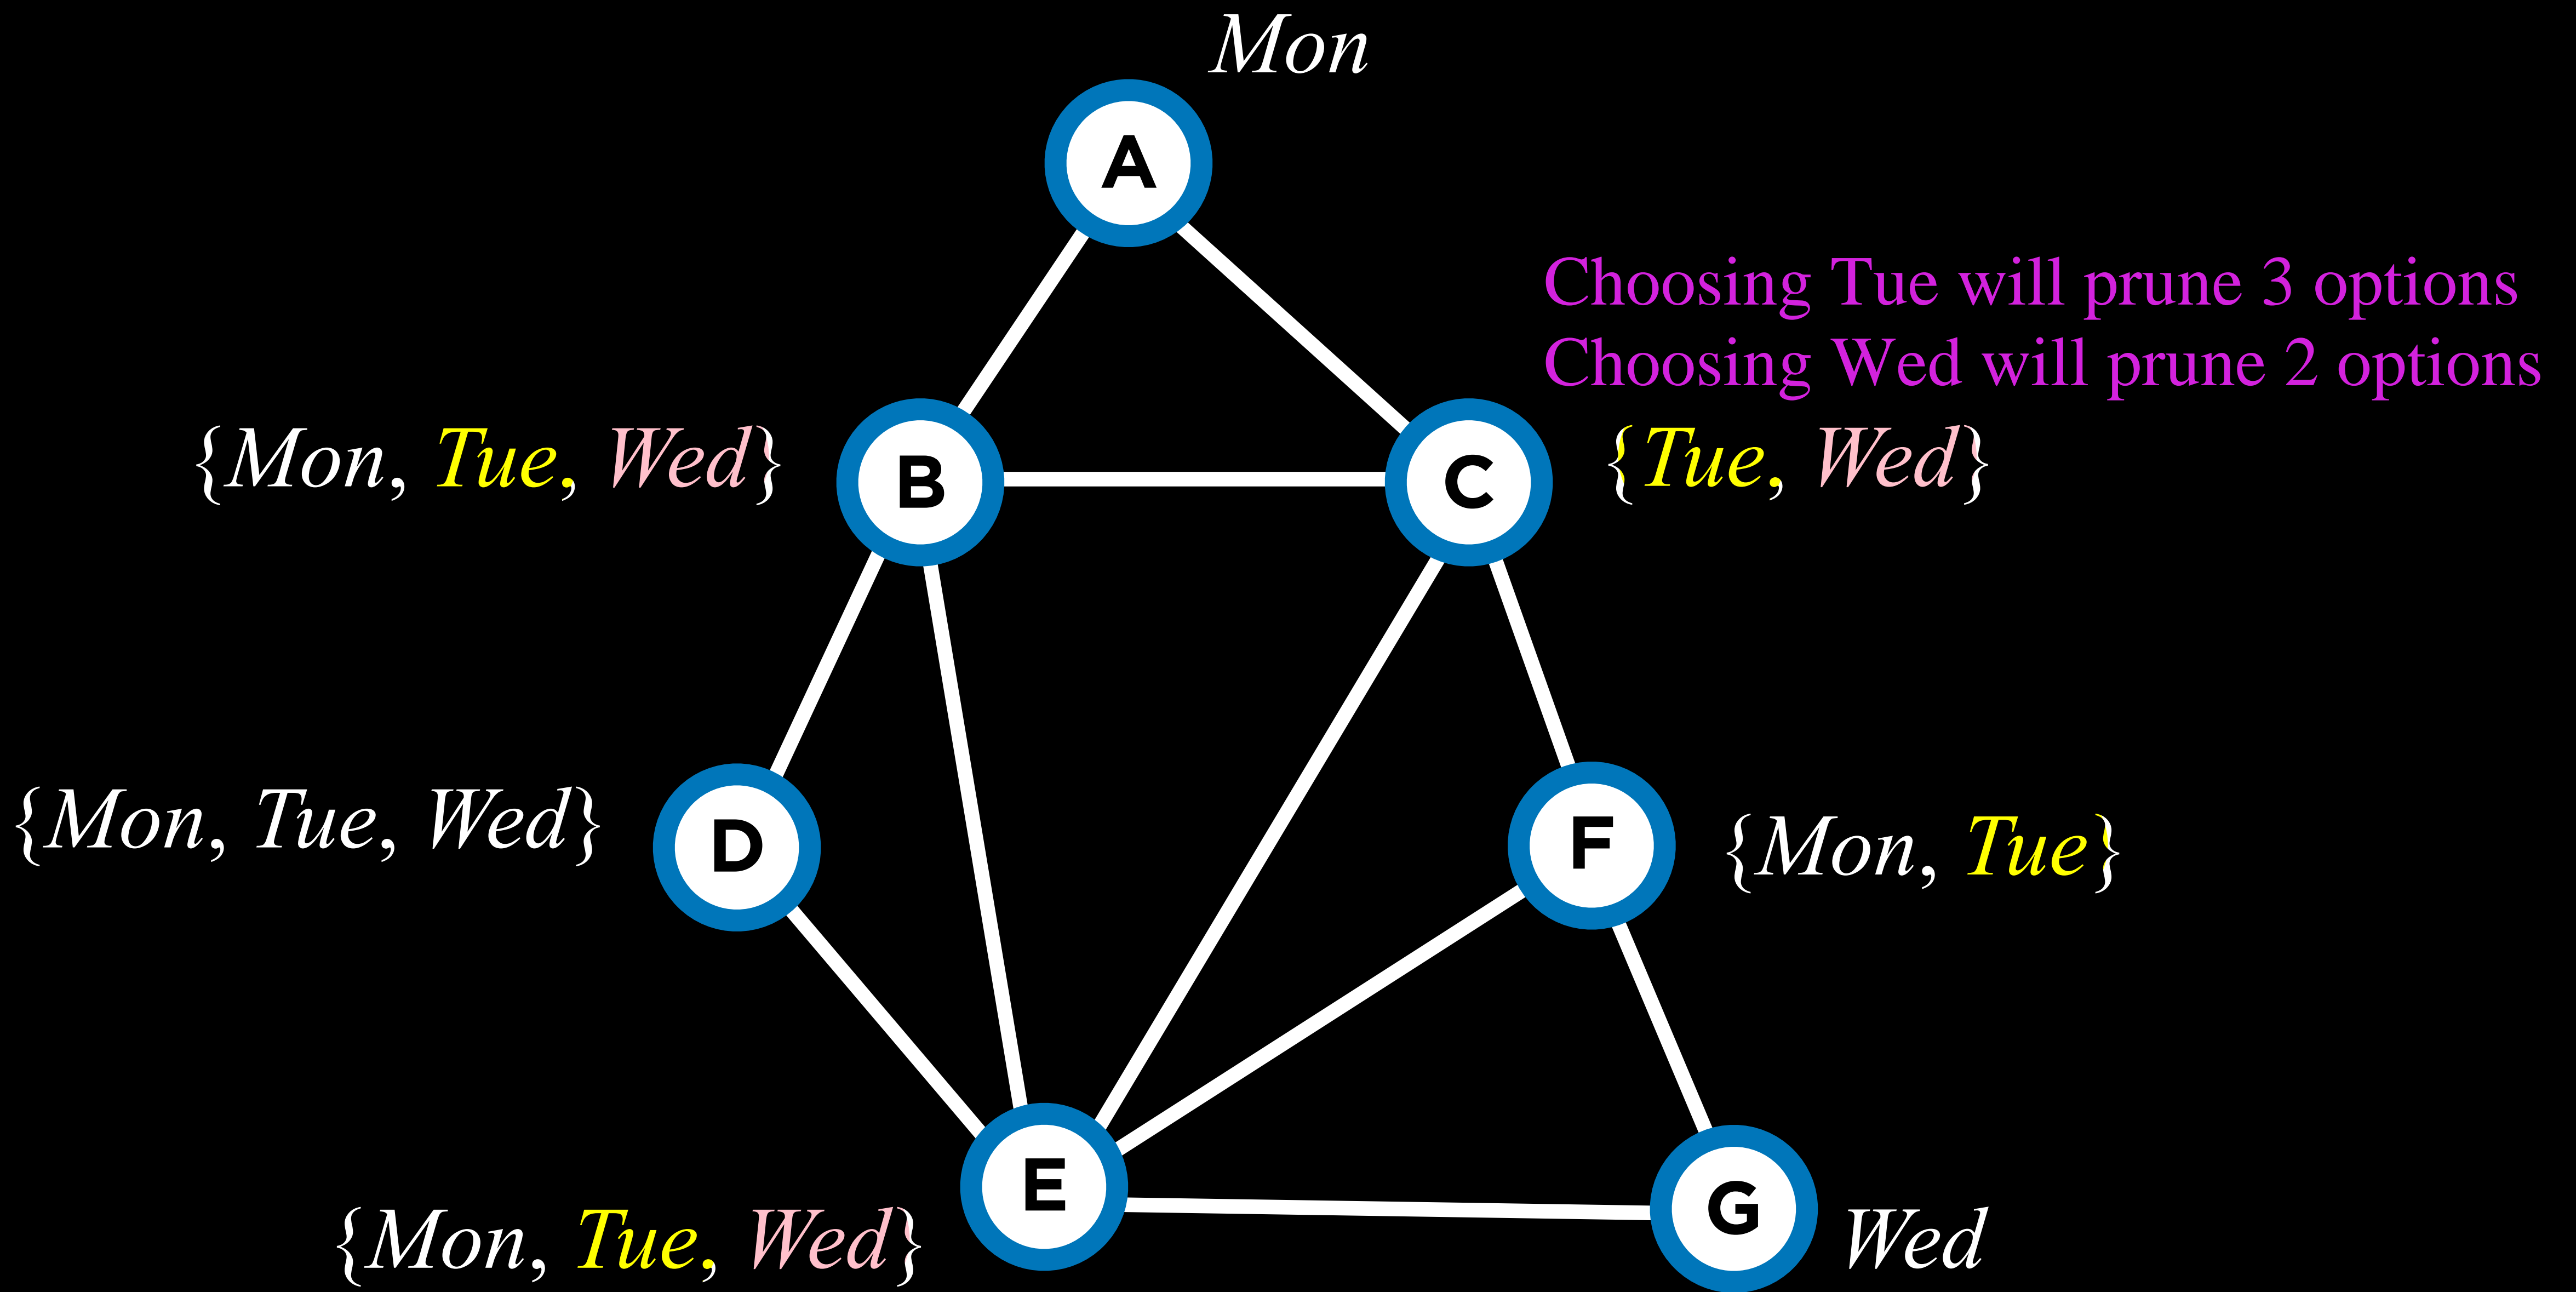 Mon
A
Choosing Tue will prune 3 options
Choosing Wed will prune 2 options
{Mon, Tue, Wed}
B
C
{Tue, Wed}
{Mon, Tue, Wed}
D
F
{Mon, Tue}
{Mon, Tue, Wed}
E
G
Wed